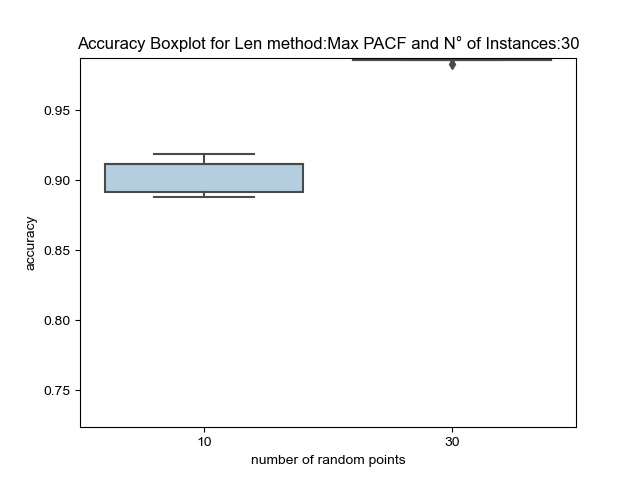 Accuracy Boxplot for Len method:Max PACF and N° of Instances:30
0.95
0.90
0.85
0.80
0.75
accuracy
10
30
number of random points